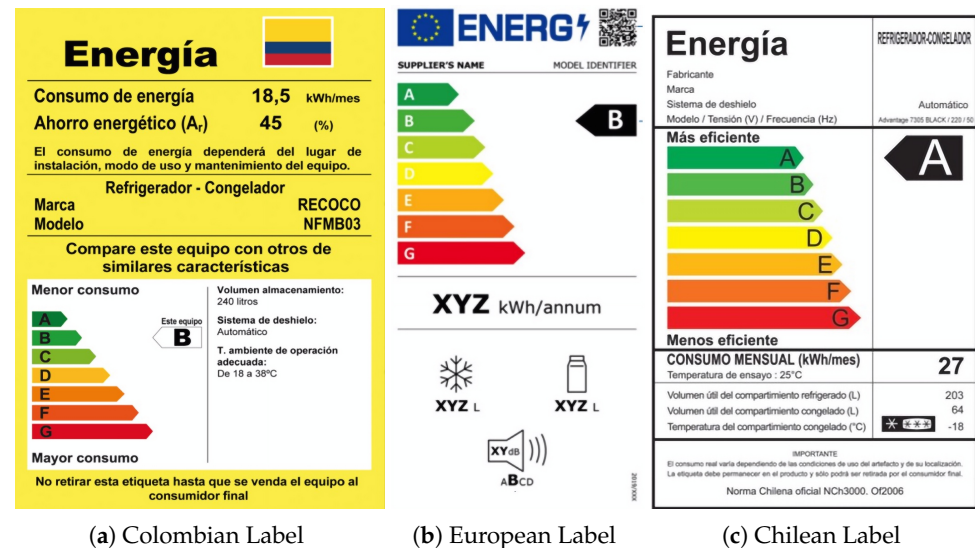 Energía
Consumo de energía 18,5 kWh/mes
Ahorro energético (Aᵣ) 45 (%)
El consumo de energía dependerá del lugar de
instalación, modo de uso y mantenimiento del equipo.
Refrigerador - Congelador
Marca RECOCO
Modelo NFMB03
Compare este equipo con otros de
similares características
Menor consumo
A
B
C
D
E
F
G
Mayor consumo
Este equipo
B
Volumen almacenamiento:
240 litros
Sistema de deshielo:
Automático
T. ambiente de operación
adecuada:
De 18 a 38ºC
No retirar esta etiqueta hasta que se venda el equipo al
consumidor final
(a) Colombian Label
ENERG
SUPPLIER'S NAME MODEL IDENTIFIER
A
B
C
D
E
F
G
B
XYZ kWh/annum
XYZ L
XYZ L
XYdB
ABCD
2019/XXX
(b) European Label
Energía
REFRIGERADOR-CONGELADOR
Fabricante
Marca
Sistema de deshielo Automático
Modelo / Tensión (V) / Frecuencia (Hz) Advantage 7305 BLACK / 220 / 50
Más eficiente
A
B
C
D
E
F
G
Menos eficiente
A
CONSUMO MENSUAL (kWh/mes) 27
Temperatura de ensayo : 25°C
Volumen útil del compartimiento refrigerado (L) 203
Volumen útil del compartimiento congelado (L) 64
Temperatura del compartimiento congelado (°C) -18
IMPORTANTE
El consumo real varía dependiendo de las condiciones de uso del artefacto y de su localización.
La etiqueta debe permanecer en el producto y sólo podrá ser retirada por el consumidor final.
Norma Chilena oficial NCh3000. Of2006
(c) Chilean Label